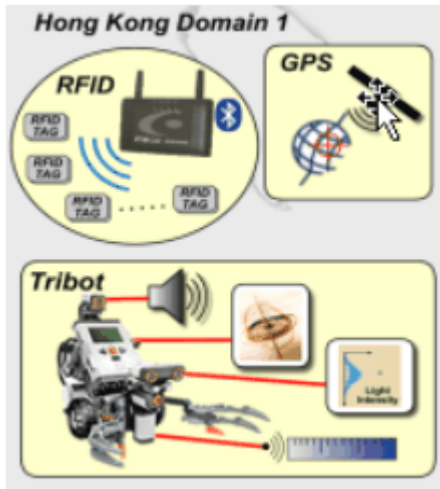 Hong Kong Domain 1
RFID
GPS
RFID
TAG
RFID
TAG
RFID
TAG
......
RFID
TAG
Tribot
Light
Intensity